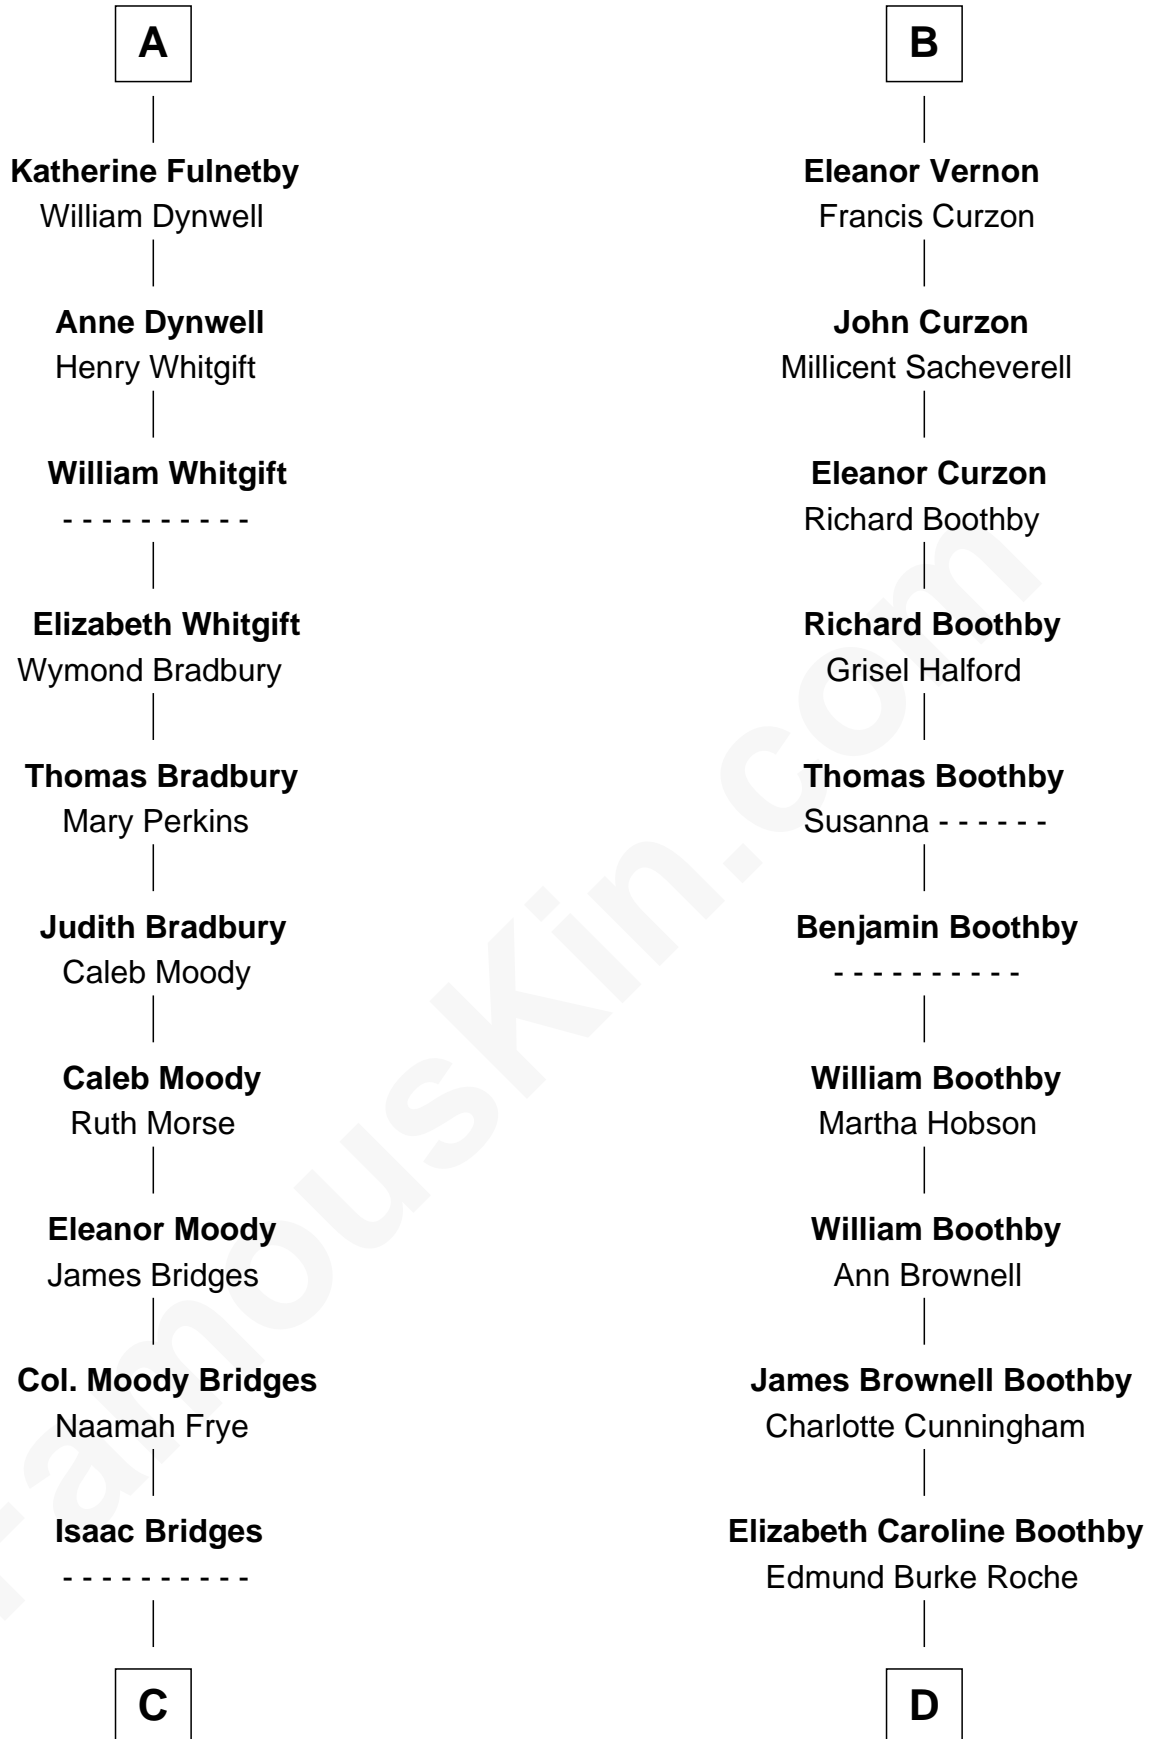 A
Katherine Fulnetby
William Dynwell
Anne Dynwell
Henry Whitgift
William Whitgift
- - - - - - - - - -
Elizabeth Whitgift
Wymond Bradbury
Thomas Bradbury
Mary Perkins
Judith Bradbury
Caleb Moody
Caleb Moody
Ruth Morse
Eleanor Moody
James Bridges
Col. Moody Bridges
Naamah Frye
Isaac Bridges
- - - - - - - - - -
C
B
Eleanor Vernon
Francis Curzon
John Curzon
Millicent Sacheverell
Eleanor Curzon
Richard Boothby
Richard Boothby
Grisel Halford
Thomas Boothby
Susanna - - - - - -
Benjamin Boothby
- - - - - - - - - -
William Boothby
Martha Hobson
William Boothby
Ann Brownell
James Brownell Boothby
Charlotte Cunningham
Elizabeth Caroline Boothby
Edmund Burke Roche
D
FamousKin.com